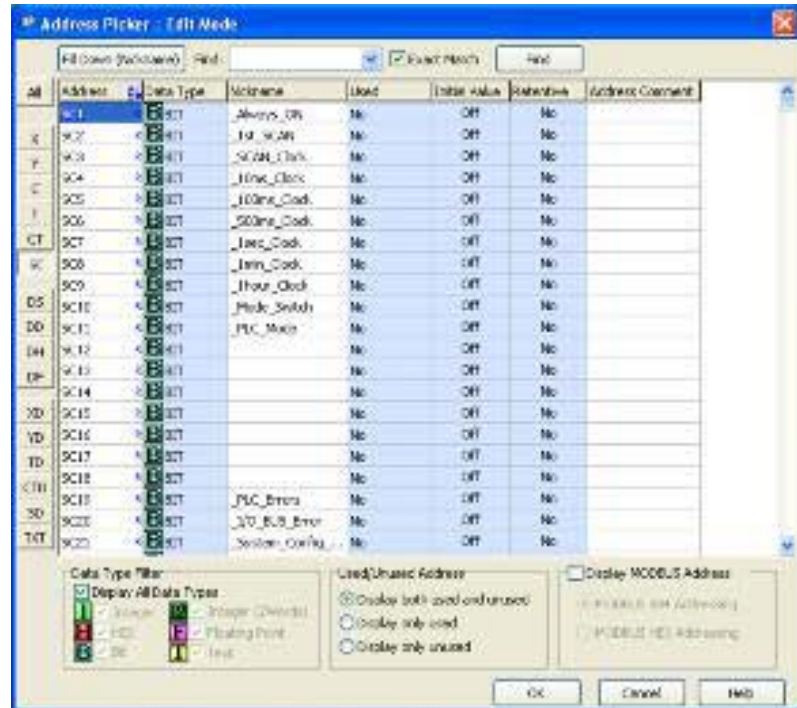 Address Picker : Edit Mode
Fill Down (Nickname) Find: Exact Match Find
All Address Data Type Nickname Used Initial Value Retentive Address Comment
SC1 BIT _Always_ON No Off No
X SC2 BIT _1st_SCAN No Off No
Y SC3 BIT _SCAN_Clock No Off No
C SC4 BIT _10ms_Clock No Off No
SC5 BIT _100ms_Clock No Off No
T SC6 BIT _500ms_Clock No Off No
CT SC7 BIT _1sec_Clock No Off No
SC SC8 BIT _1min_Clock No Off No
SC9 BIT _1hour_Clock No Off No
DS SC10 BIT _Mode_Switch No Off No
DD SC11 BIT _PLC_Mode No Off No
DH SC12 BIT No Off No
DF SC13 BIT No Off No
SC14 BIT No Off No
XD SC15 BIT No Off No
YD SC16 BIT No Off No
TD SC17 BIT No Off No
CTD SC18 BIT No Off No
SC19 BIT _PLC_Errors No Off No
SD SC20 BIT _I/O_BUS_Error No Off No
TXT SC21 BIT _System_Config_... No Off No
Data Type Filter Used/Unused Address Display MODBUS Address
Display All Data Types Display both used and unused
I Integer Integer (2Words) MODBUS 984 Addressing
H HEX F Floating Point Display only used
MODBUS HEX Addressing
B Bit T Text Display only unused
OK Cancel Help